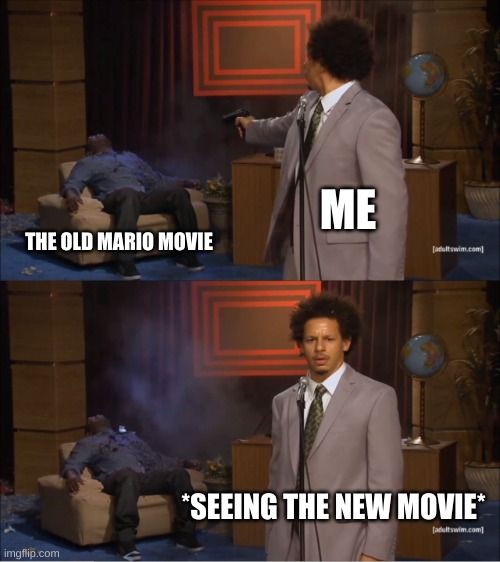 ME
THE OLD MARIO MOVIE
[adultswim.com]
*SEEING THE NEW MOVIE*
[adultswim.com]
imgflip.com